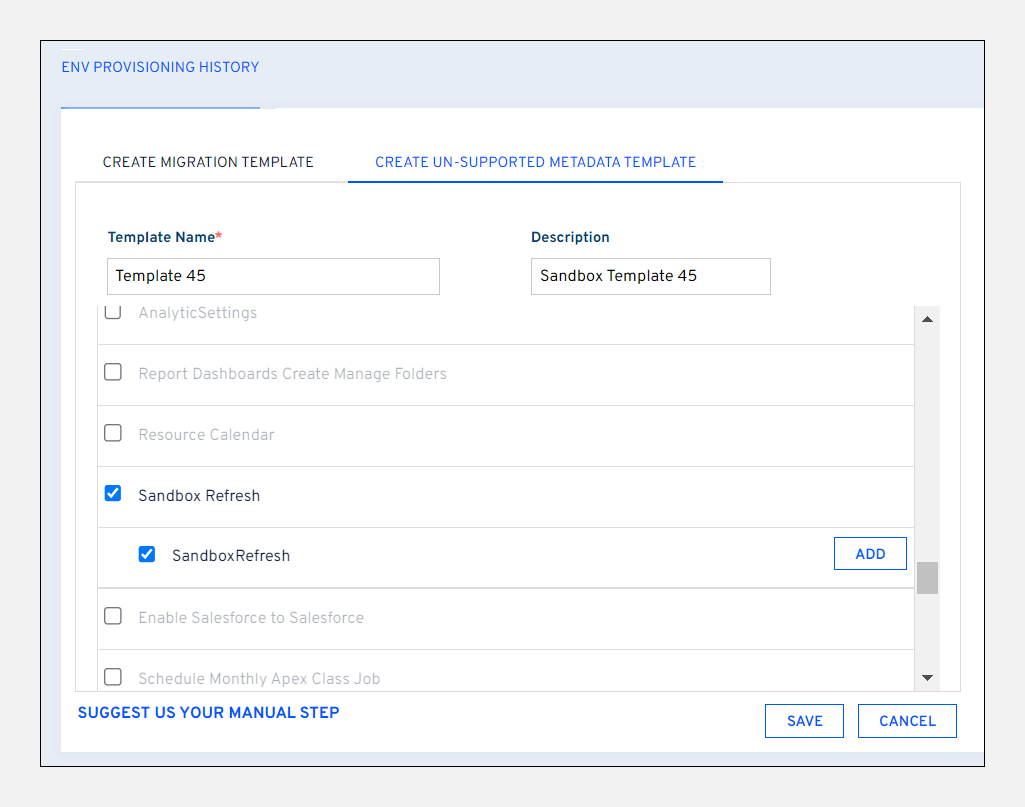 ENV PROVISIONING HISTORY
CREATE MIGRATION TEMPLATE
CREATE UN-SUPPORTED METADATA TEMPLATE
Template Name*
Description
Template 45
Sandbox Template 45
AnalyticSettings
Report Dashboards Create Manage Folders
Resource Calendar
Sandbox Refresh
SandboxRefresh
ADD
Enable Salesforce to Salesforce
Schedule Monthly Apex Class Job
SUGGEST US YOUR MANUAL STEP
SAVE
CANCEL